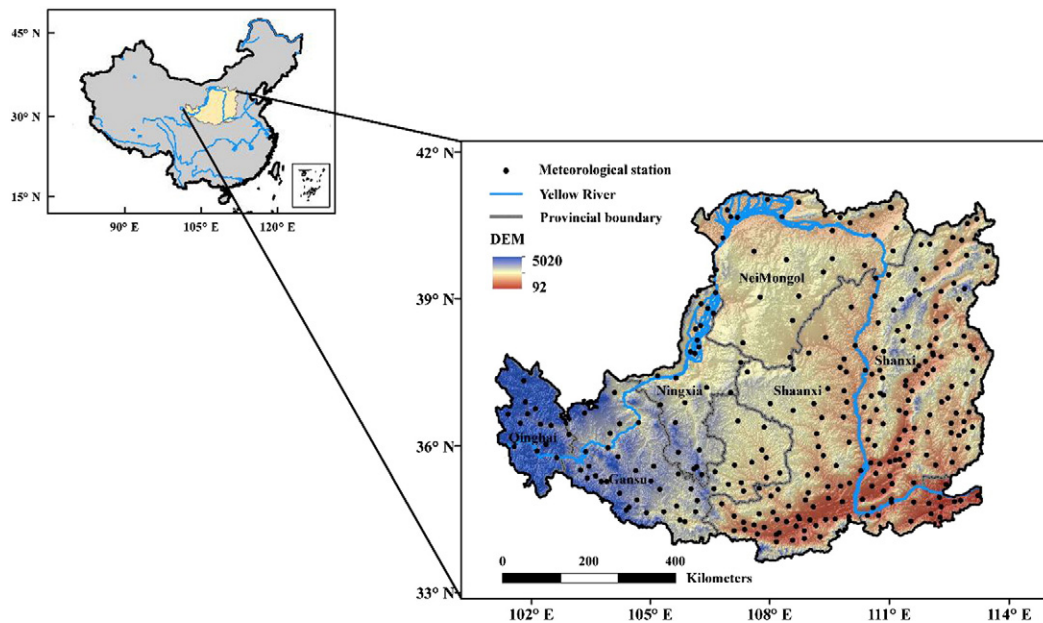 45° N
30° N
15° N
90° E
105° E
120° E
42° N
39° N
36° N
33° N
Meteorological station
Yellow River
Provincial boundary
DEM
5020
92
NeiMongol
Shanxi
Ningxia
Shaanxi
Qinghai
Gansu
0
200
400
Kilometers
102° E
105° E
108° E
111° E
114° E